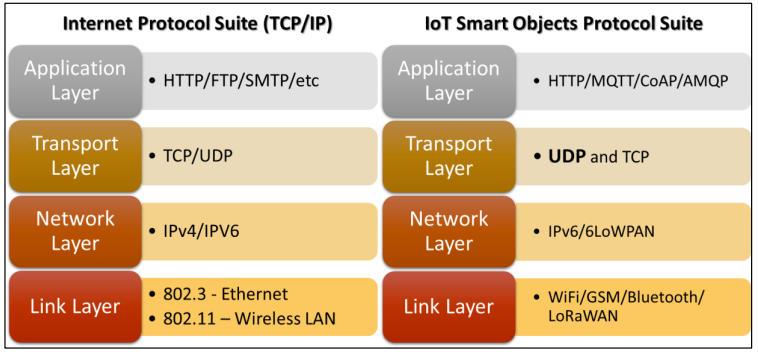 Internet Protocol Suite (TCP/IP)
Application
Layer
• HTTP/FTP/SMTP/etc
Transport
Layer
• TCP/UDP
Network
Layer
• IPv4/IPV6
Link Layer
• 802.3 - Ethernet
• 802.11 – Wireless LAN
IoT Smart Objects Protocol Suite
Application
Layer
• HTTP/MQTT/CoAP/AMQP
Transport
Layer
• UDP and TCP
Network
Layer
• IPv6/6LoWPAN
Link Layer
• WiFi/GSM/Bluetooth/
LoRaWAN